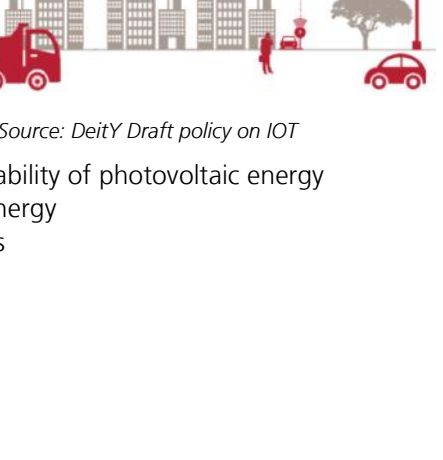 Source: DeitY Draft policy on IOT
ability of photovoltaic energy
nergy
s